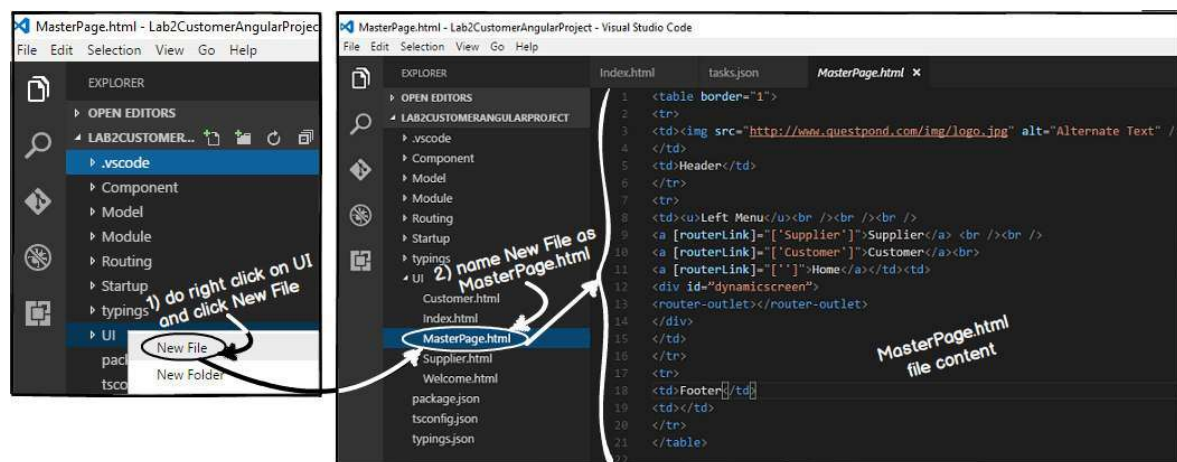 MasterPage.html - Lab2CustomerAngularProjec
File Edit Selection View Go Help
EXPLORER
OPEN EDITORS
LAB2CUSTOMER...
.vscode
Component
Model
Module
Routing
Startup
typings
UI
pacl
tsco
New File
New Folder
1) do right click on UI
and click New File
MasterPage.html - Lab2CustomerAngularProject - Visual Studio Code
File Edit Selection View Go Help
EXPLORER
OPEN EDITORS
LAB2CUSTOMERANGULARPROJECT
.vscode
Component
Model
Module
Routing
Startup
typings
UI
Customer.html
Index.html
MasterPage.html
Supplier.html
Welcome.html
package.json
tsconfig.json
typings.json
2) name New File as
MasterPage.html
Index.html tasks.json MasterPage.html ×
1 <table border="1">
2 <tr>
3 <td><img src="http://www.questpond.com/img/logo.jpg" alt="Alternate Text" /
4 </td>
5 <td>Header</td>
6 </tr>
7 <tr>
8 <td><u>Left Menu</u><br /><br /><br />
9 <a [routerLink]="['Supplier']">Supplier</a> <br /><br />
10 <a [routerLink]="['Customer']">Customer</a><br>
11 <a [routerLink]="['']">Home</a></td><td>
12 <div id="dynamicscreen">
13 <router-outlet></router-outlet>
14 </div>
15 </td>
16 </tr>
17 <tr>
18 <td>Footer</td>
19 <td></td>
20 </tr>
21 </table>
22
MasterPage.html
file content